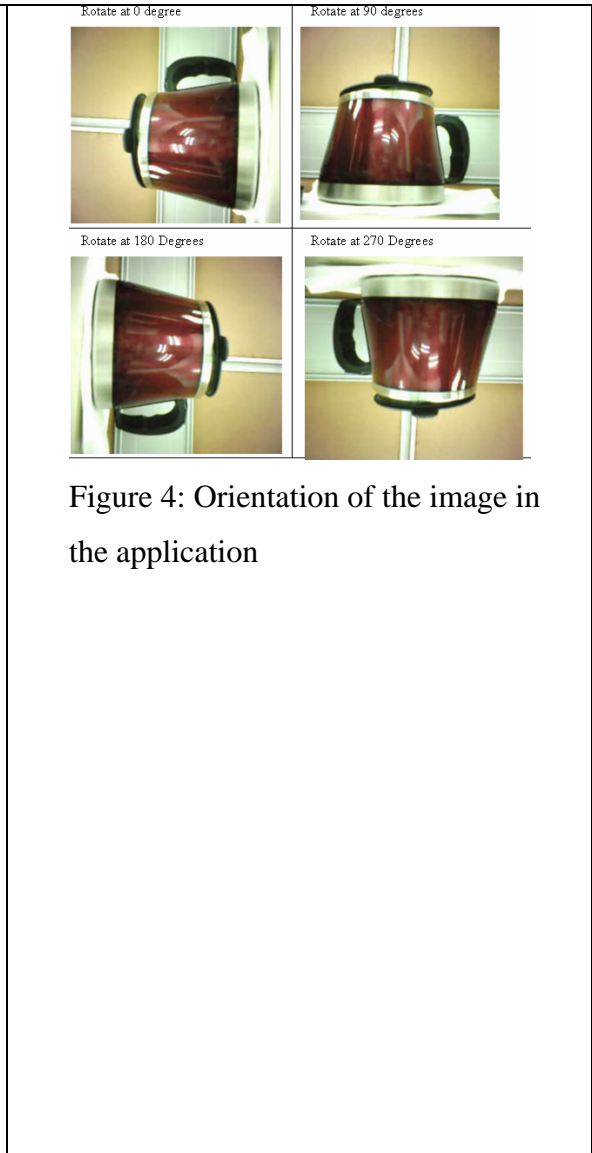 Rotate at 0 degree
Rotate at 90 degrees
Rotate at 180 Degrees
Rotate at 270 Degrees
Figure 4: Orientation of the image in
the application